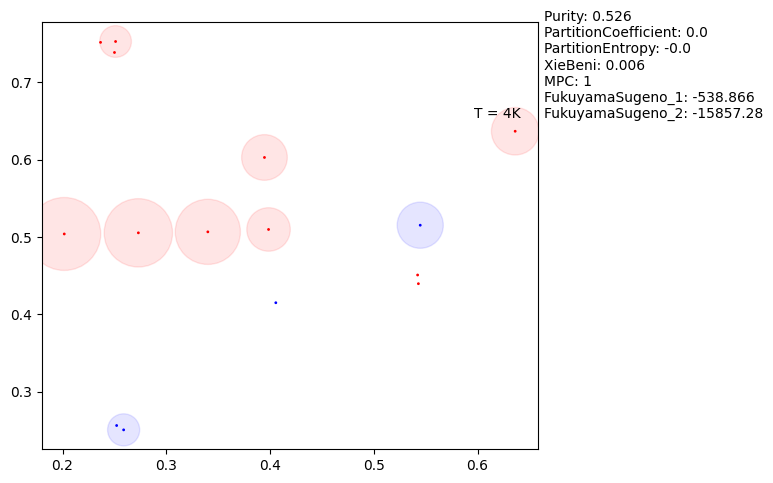 Purity: 0.526
PartitionCoefficient: 0.0
PartitionEntropy: -0.0
XieBeni: 0.006
MPC: 1
FukuyamaSugeno_1: -538.866
FukuyamaSugeno_2: -15857.28
T = 4K
0.7
0.6
0.5
0.4
0.3
0.2 0.3 0.4 0.5 0.6